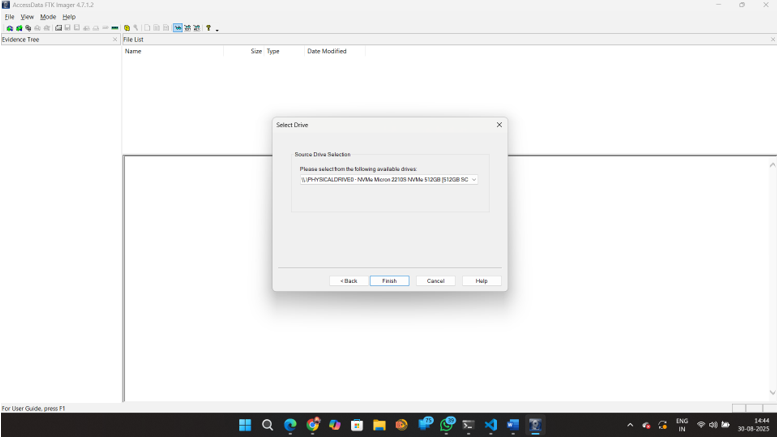 AccessData FTK Imager 4.7.1.2
File View Mode Help
Evidence Tree
File List
Name Size Type Date Modified
Select Drive
Source Drive Selection
Please select from the following available drives:
\\.\PHYSICALDRIVE0 - NVMe Micron 2210S NVMe 512GB [512GB SC
< Back Finish Cancel Help
For User Guide, press F1
ENG
IN
14:44
30-08-2025